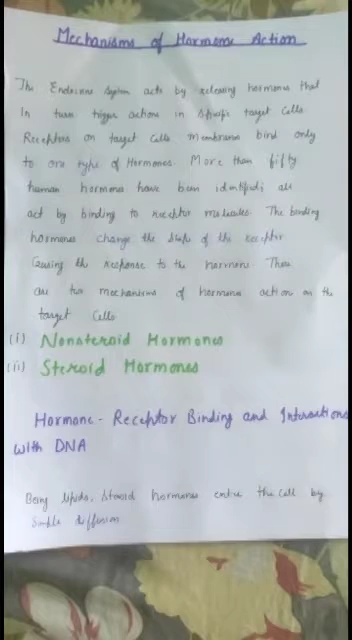 Mechanisms of Hormone Action
The Endocrine system acts by releasing hormones that
In turn trigger actions in specific target cells.
Receptors on target cells membranes bind only
to one type of Hormones. More than fifty
human hormones have been identified; all
act by binding to receptor molecules. The binding
hormones change the shape of the receptor
Causing the response to the hormone. There
are two mechanisms of hormones action on the
target cells
(i) Nonsteroid Hormones
(ii) Steroid Hormones
Hormone - Receptor Binding and Interactions
with DNA
Being lipids, steroid hormones entre the cell by
Simple diffusion